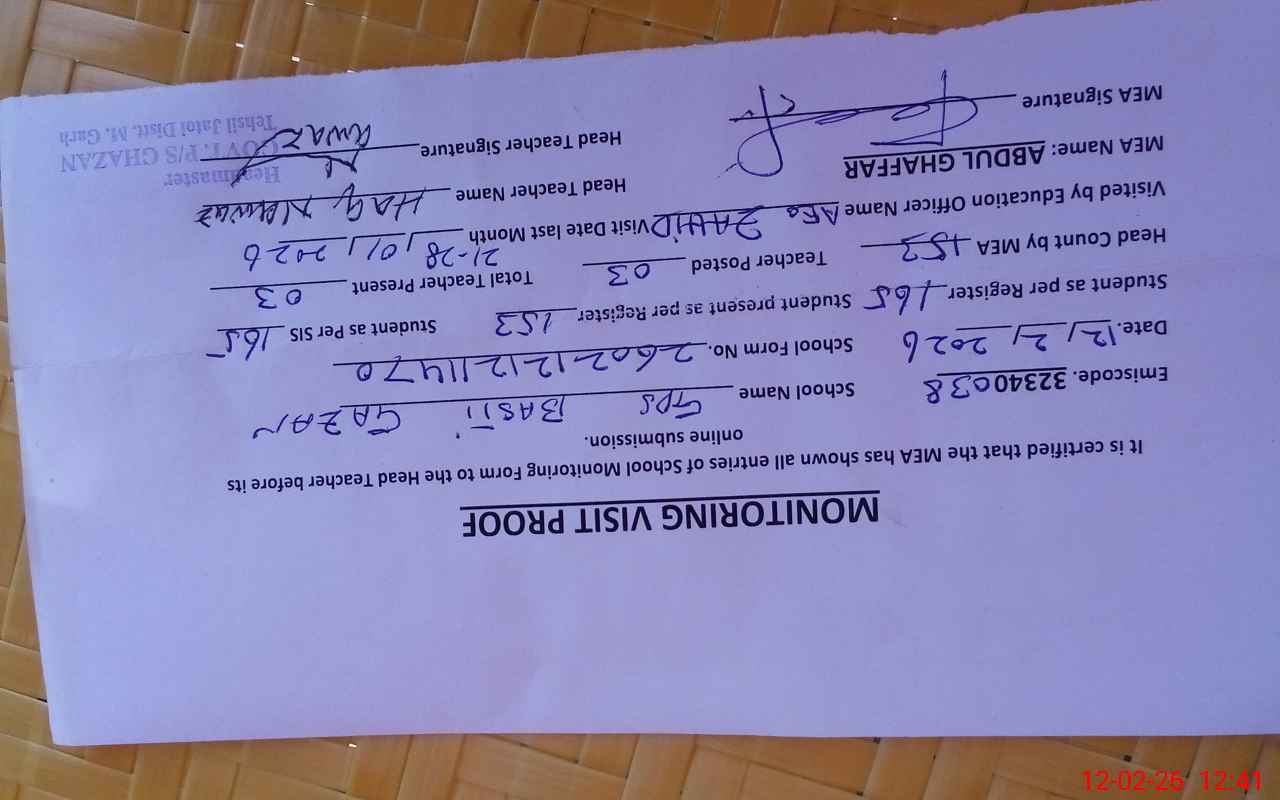 MONITORING VISIT PROOF
It is certified that the MEA has shown all entries of School of Monitoring Form to the Head Teacher before its
online submission.
Emiscode. 32340038 School Name GPS BASTI GAZAN
Date. 12/2/2026 School Form No. 2602121211470
Student as per Register 165 Student present as per Register 153 Student as Per SIS 165
Head Count by MEA 153 Teacher Posted 03 Total Teacher Present 03
Visited by Education Officer Name AEO ZAHID Visit Date last Month 21-28/01/2026
MEA Name: ABDUL GHAFFAR Head Teacher Name HAQ NAWAZ
MEA Signature Head Teacher Signature
Headmaster
GOVT. P/S GHAZAN
Tehsil Jatoi Distt. M. Garh
12-02-26 12:41